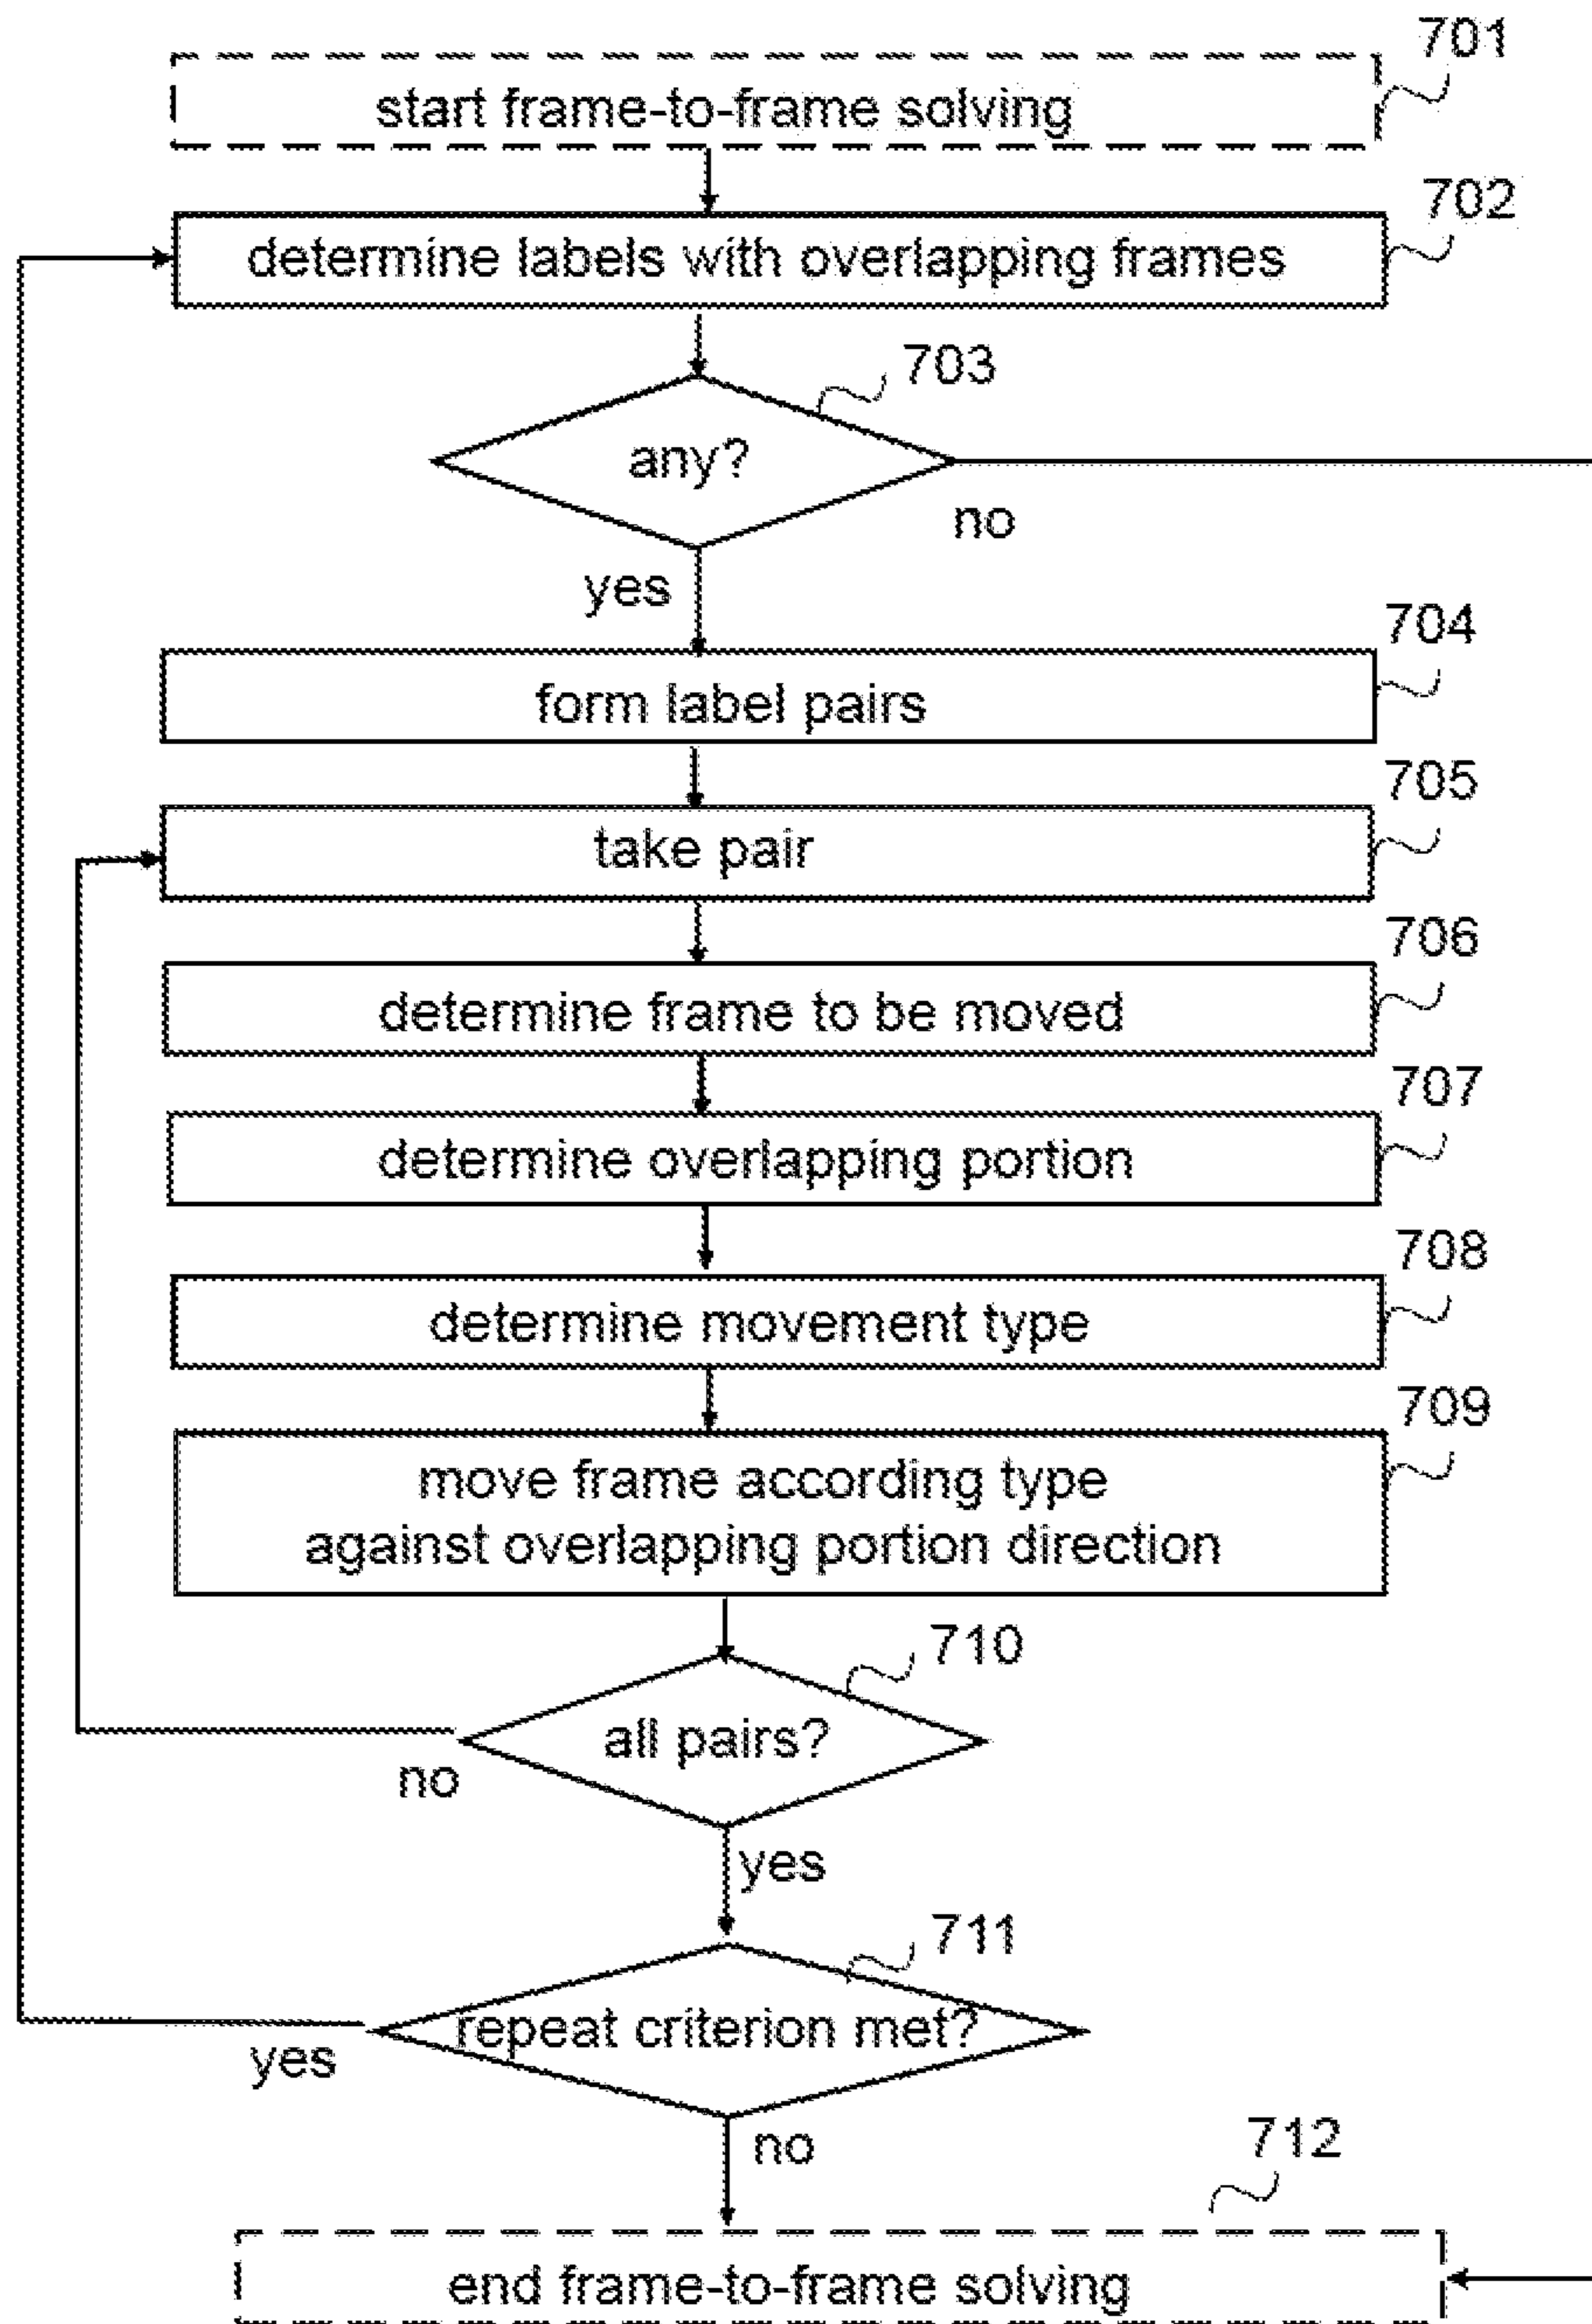 701
start frame-to-frame solving
702
determine labels with overlapping frames
703
any?
no
yes
704
form label pairs
705
take pair
706
determine frame to be moved
707
determine overlapping portion
708
determine movement type
709
move frame according type
against overlapping portion direction
710
all pairs?
no
yes
711
repeat criterion met?
yes
no
712
end frame-to-frame solving